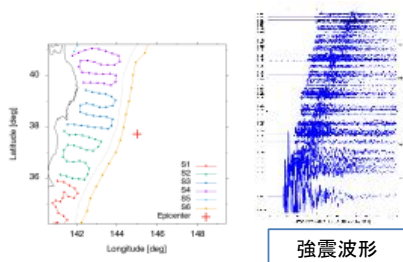 40
38
36
Latitude [deg]
S1
S2
S3
S4
S5
S6
Epicenter
142
144
146
148
Longitude [deg]
強震波形